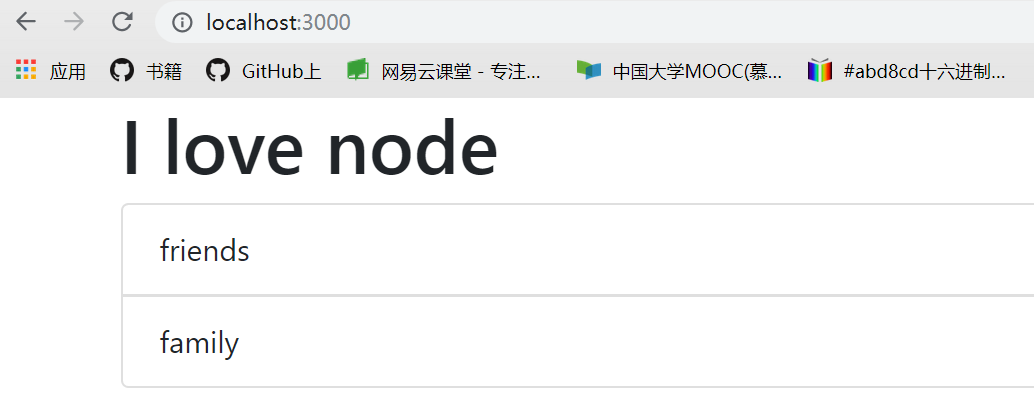 localhost:3000
应用 书籍 GitHub上 网易云课堂 - 专注... 中国大学MOOC(慕... #abd8cd十六进制...
I love node
friends
family